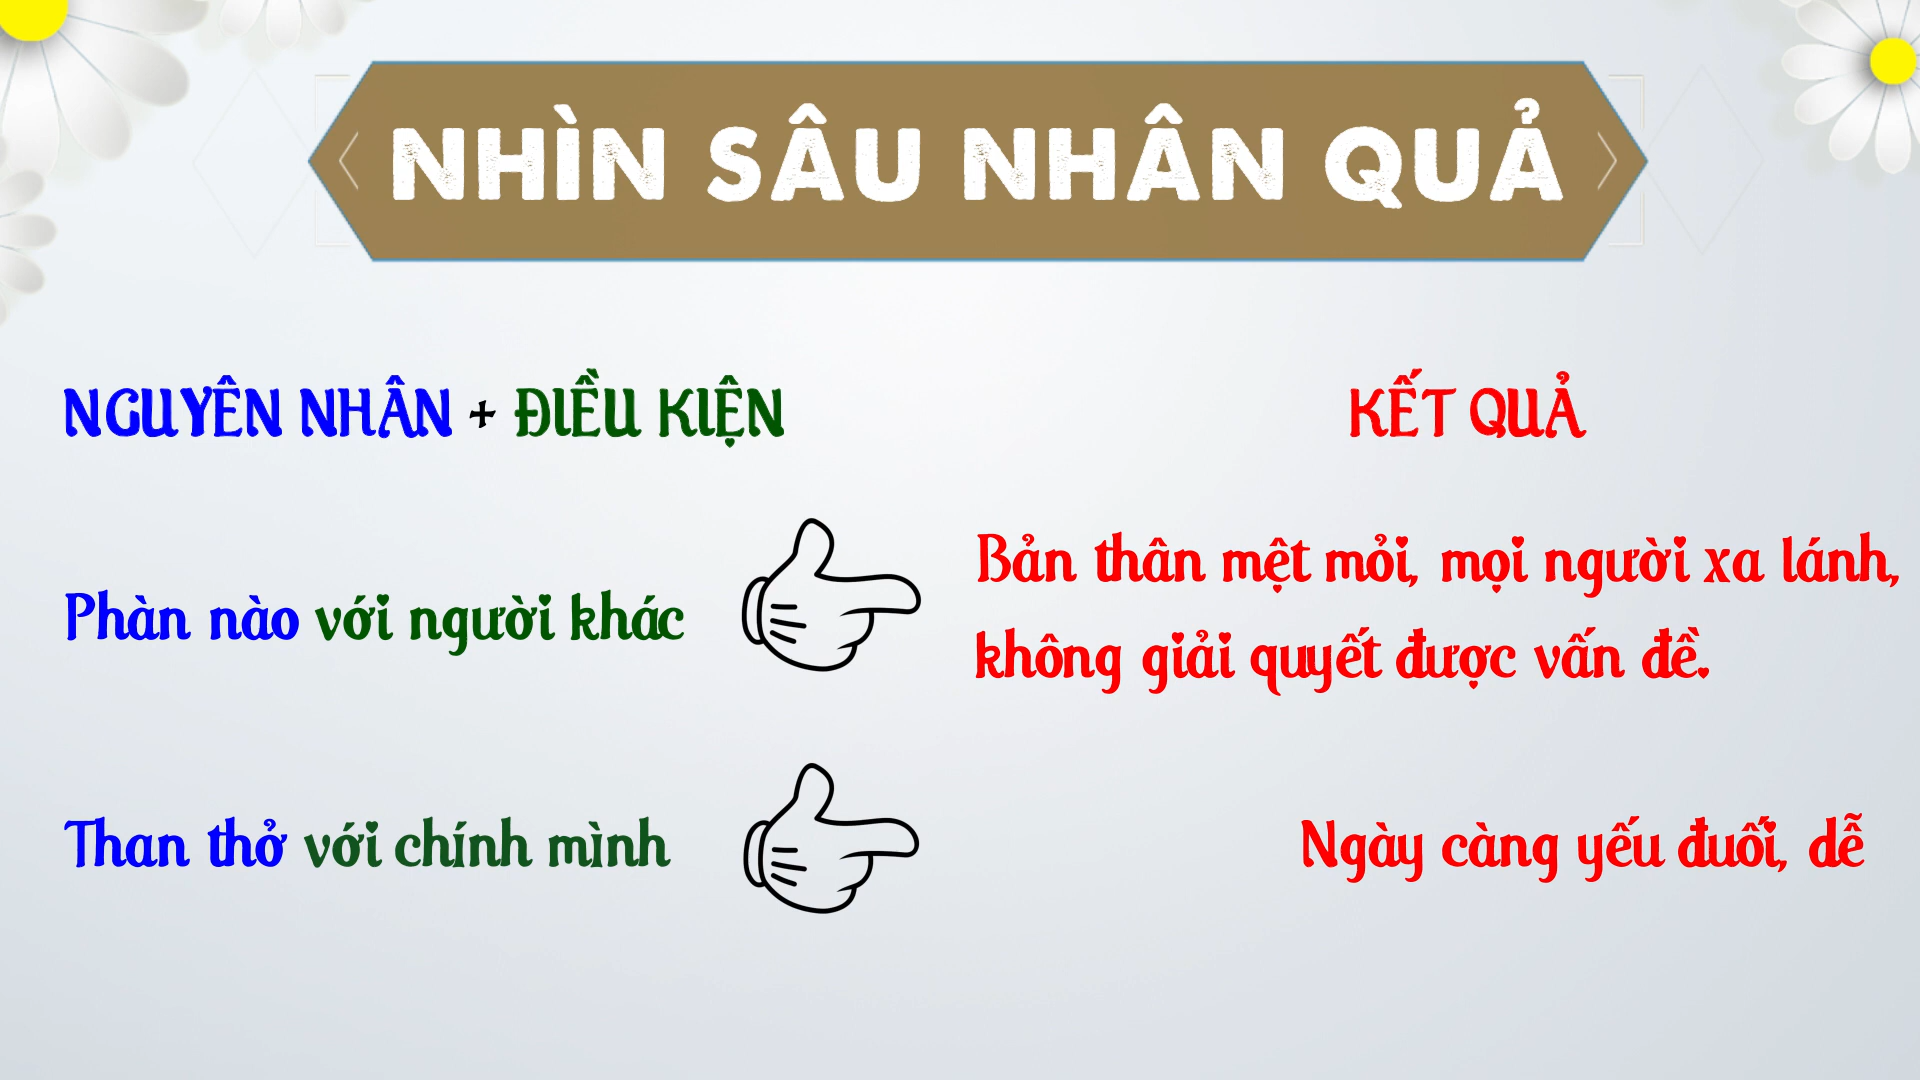 NHÌN SÂU NHÂN QUẢ
NGUYÊN NHÂN + ĐIỀU KIỆN
KẾT QUẢ
Phàn nào với người khác
Bản thân mệt mỏi, mọi người xa lánh,
không giải quyết được vấn đề.
Than thở với chính mình
Ngày càng yếu đuối, dễ